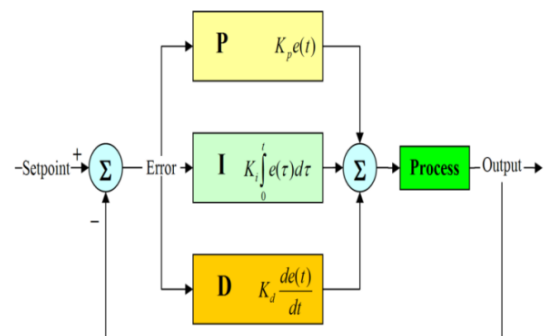 P K_p e(t)
–Setpoint + Σ Error I K_i ∫_0^t e(τ)dτ Σ Process Output
–
D K_d de(t)/dt